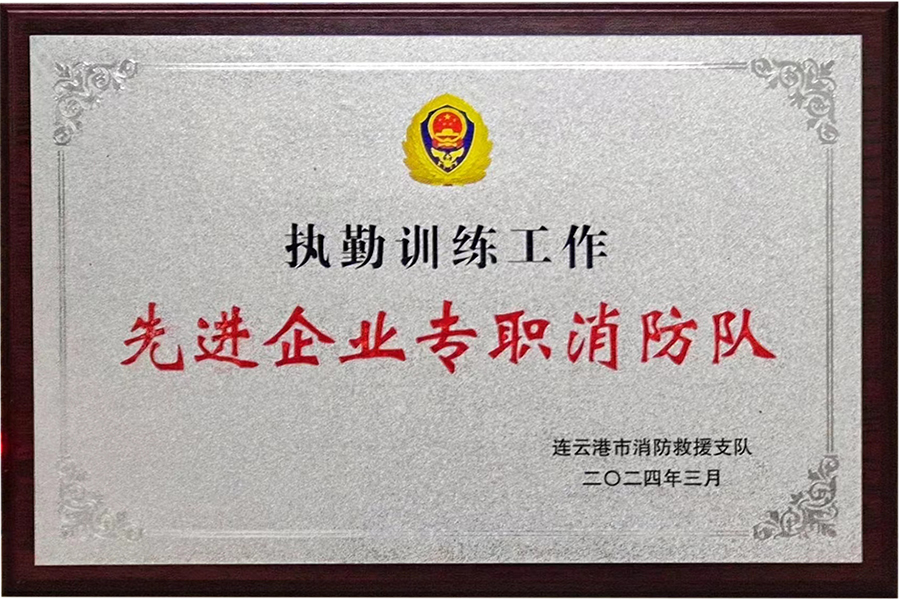 执勤训练工作
先进企业专职消防队
连云港市消防救援支队
二〇二四年三月